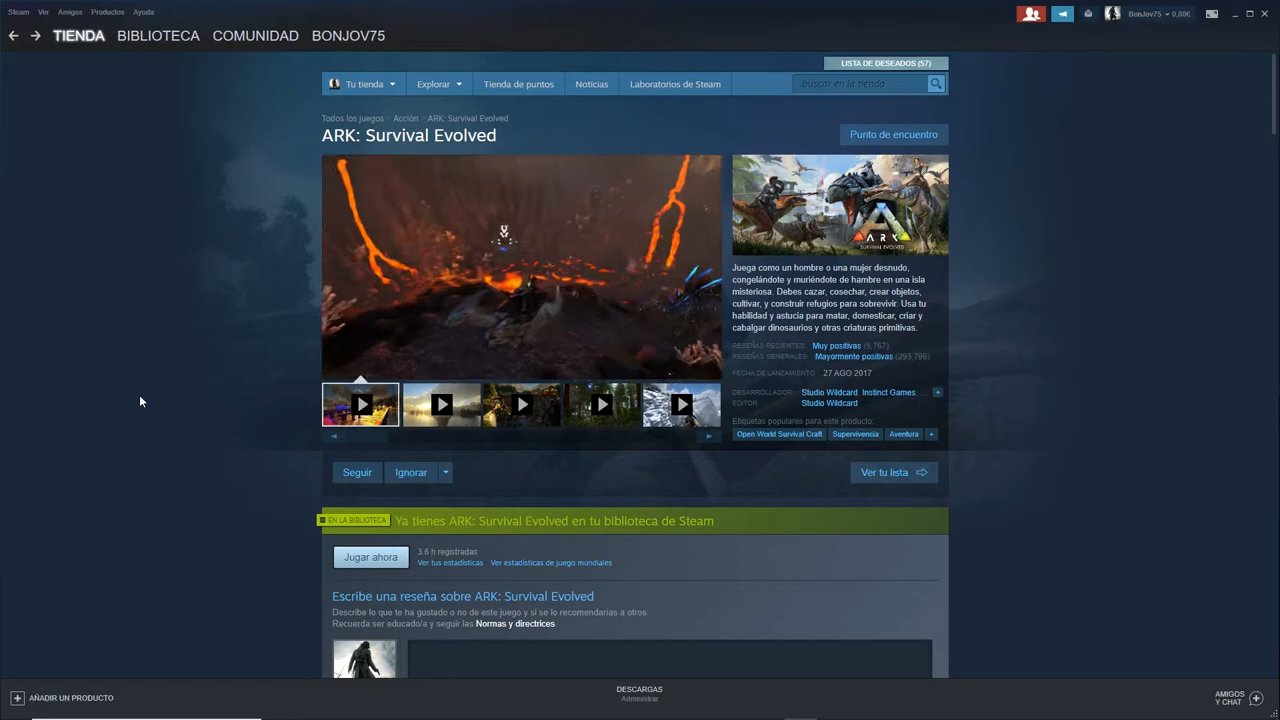 Steam Ver Amigos Productos Ayuda
BonJov75 0,88€
TIENDA BIBLIOTECA COMUNIDAD BONJOV75
LISTA DE DESEADOS (57)
Tu tienda Explorar Tienda de puntos Noticias Laboratorios de Steam buscar en la tienda
Todos los juegos Acción ARK: Survival Evolved
ARK: Survival Evolved
Punto de encuentro
ARK
SURVIVAL EVOLVED
Juega como un hombre o una mujer desnudo,
congelándote y muriéndote de hambre en una isla
misteriosa. Debes cazar, cosechar, crear objetos,
cultivar, y construir refugios para sobrevivir. Usa tu
habilidad y astucia para matar, domesticar, criar y
cabalgar dinosaurios y otras criaturas primitivas.
RESEÑAS RECIENTES: Muy positivas (5,767)
RESEÑAS GENERALES: Mayormente positivas (293,796)
FECHA DE LANZAMIENTO: 27 AGO 2017
DESARROLLADOR: Studio Wildcard, Instinct Games, +
EDITOR: Studio Wildcard
Etiquetas populares para este producto:
Open World Survival Craft Supervivencia Aventura +
Seguir Ignorar Ver tu lista
EN LA BIBLIOTECA Ya tienes ARK: Survival Evolved en tu biblioteca de Steam
Jugar ahora
3.6 h registradas
Ver tus estadísticas Ver estadísticas de juego mundiales
Escribe una reseña sobre ARK: Survival Evolved
Describe lo que te ha gustado o no de este juego y si se lo recomendarías a otros.
Recuerda ser educado/a y seguir las Normas y directrices
AÑADIR UN PRODUCTO
DESCARGAS
Administrar
AMIGOS
Y CHAT